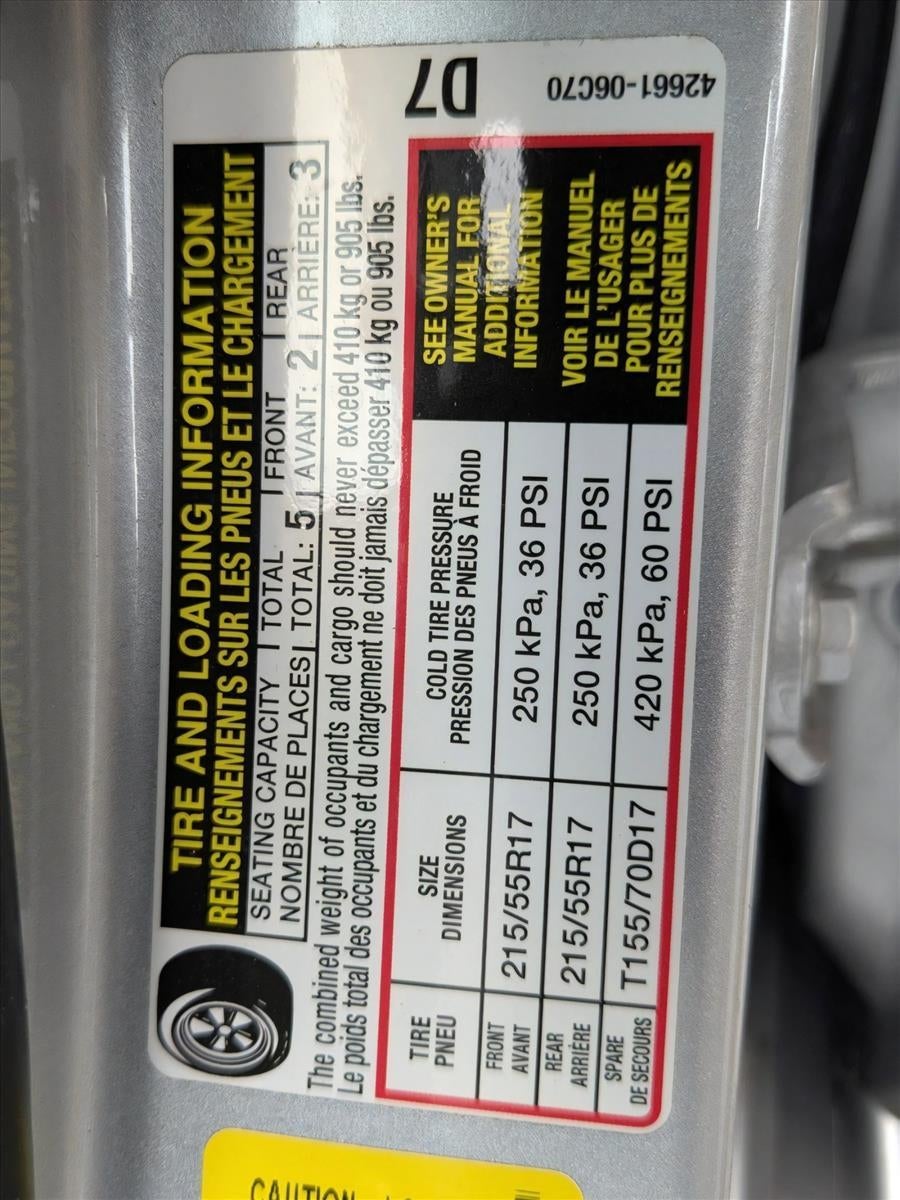 TIRE AND LOADING INFORMATION
RENSEIGNEMENTS SUR LES PNEUS ET LE CHARGEMENT
SEATING CAPACITY | TOTAL | FRONT | REAR
NOMBRE DE PLACES | TOTAL: 5 | AVANT: 2 | ARRIÈRE: 3
The combined weight of occupants and cargo should never exceed 410 kg or 905 lbs.
Le poids total des occupants et du chargement ne doit jamais dépasser 410 kg ou 905 lbs.
TIRE
PNEU
SIZE
DIMENSIONS
COLD TIRE PRESSURE
PRESSION DES PNEUS À FROID
FRONT
AVANT
215/55R17
250 kPa, 36 PSI
REAR
ARRIÈRE
215/55R17
250 kPa, 36 PSI
SPARE
DE SECOURS
T155/70D17
420 kPa, 60 PSI
SEE OWNER'S
MANUAL FOR
ADDITIONAL
INFORMATION
VOIR LE MANUEL
DE L'USAGER
POUR PLUS DE
RENSEIGNEMENTS
D7
42661-06C70 L992V
CAUTION